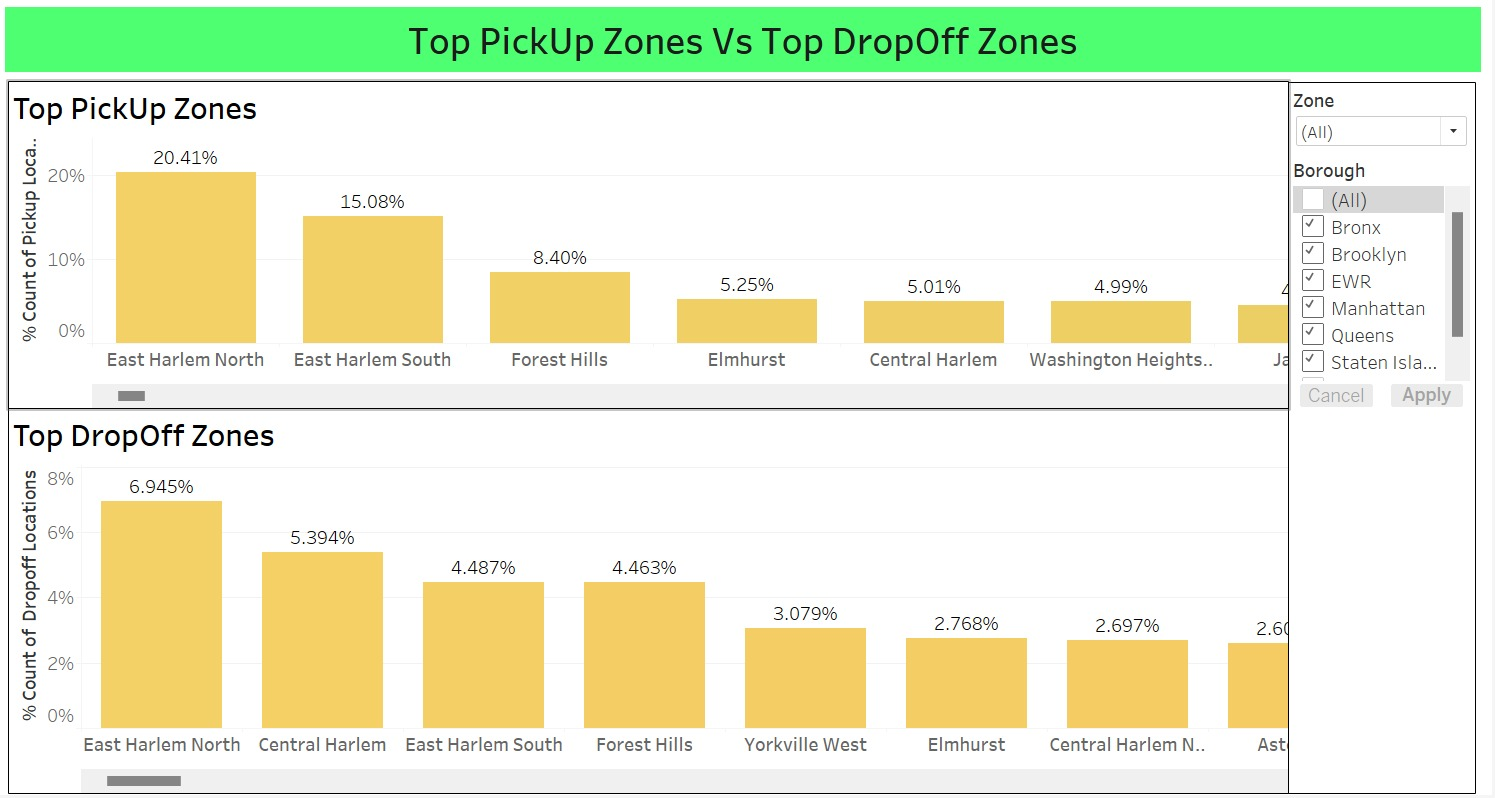 Top PickUp Zones Vs Top DropOff Zones
Top PickUp Zones
% Count of Pickup Loca..
20%
10%
0%
20.41%
15.08%
8.40%
5.25%
5.01%
4.99%
East Harlem North
East Harlem South
Forest Hills
Elmhurst
Central Harlem
Washington Heights..
Zone
(All)
Borough
(All)
Bronx
Brooklyn
EWR
Manhattan
Queens
Staten Isla...
Cancel
Apply
Top DropOff Zones
% Count of Dropoff Locations
8%
6%
4%
2%
0%
6.945%
5.394%
4.487%
4.463%
3.079%
2.768%
2.697%
2.60
East Harlem North
Central Harlem
East Harlem South
Forest Hills
Yorkville West
Elmhurst
Central Harlem N..